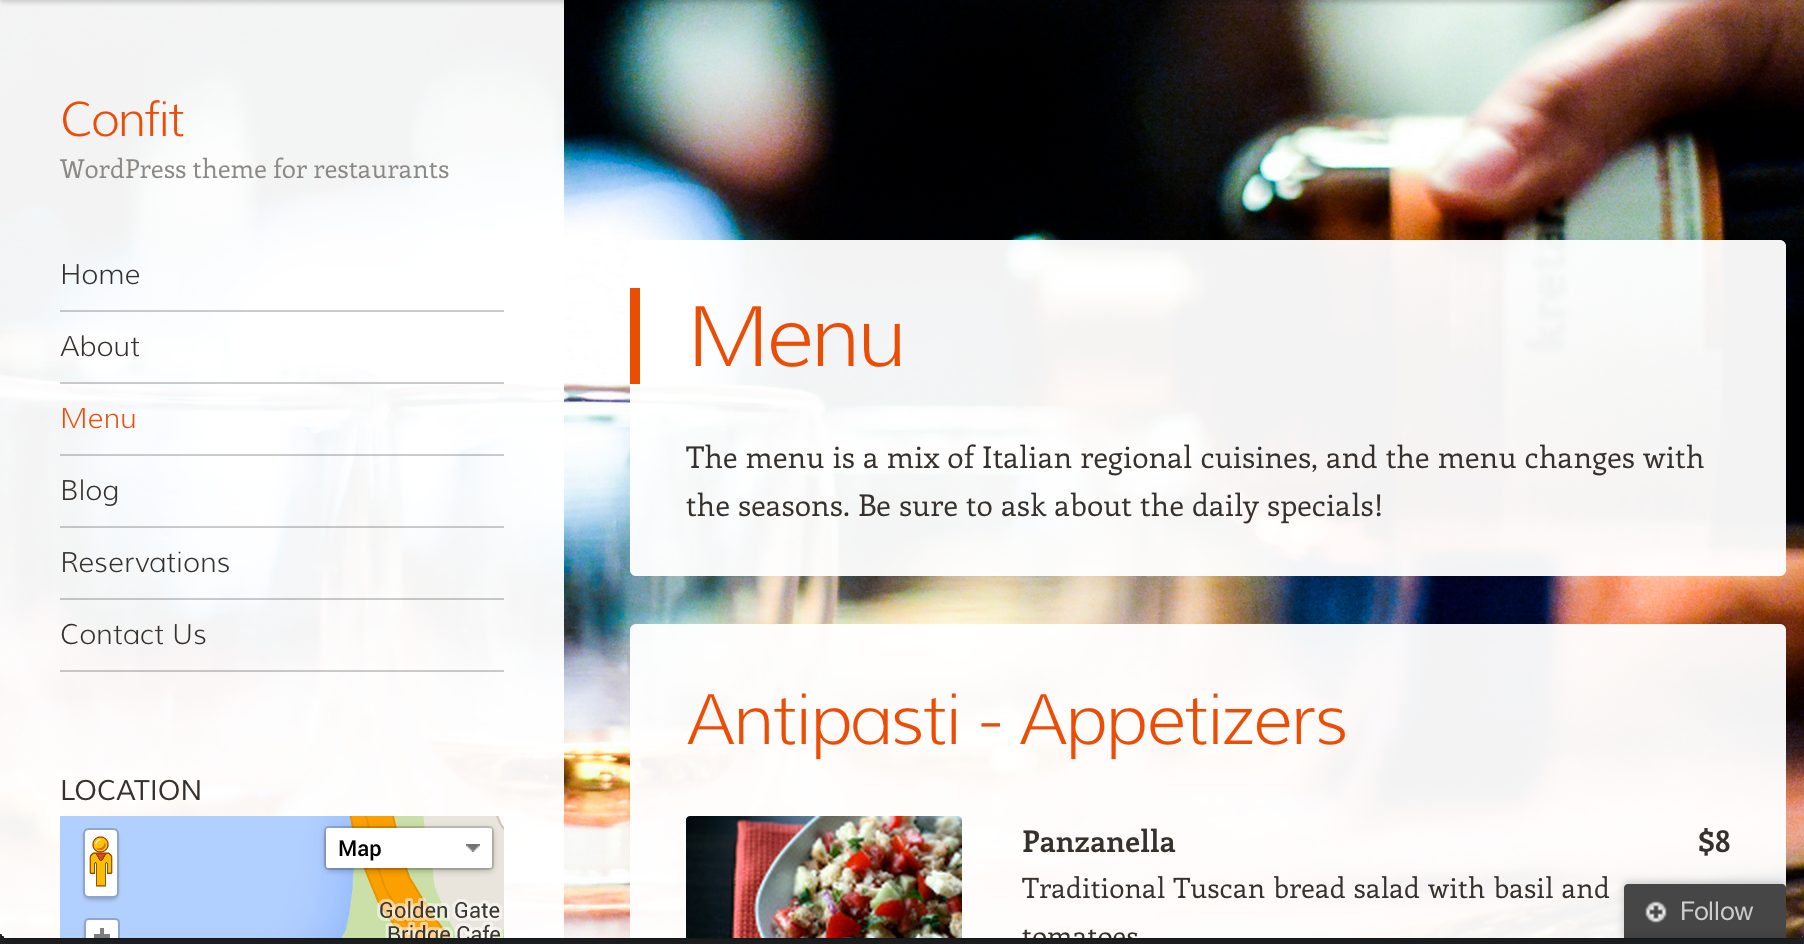 Confit
WordPress theme for restaurants
Home
About
Menu
Blog
Reservations
Contact Us
LOCATION
Map
Golden Gate
Bridge Cafe
Menu
The menu is a mix of Italian regional cuisines, and the menu changes with
the seasons. Be sure to ask about the daily specials!
Antipasti - Appetizers
Panzanella
$8
Traditional Tuscan bread salad with basil and
tomatoes
Follow